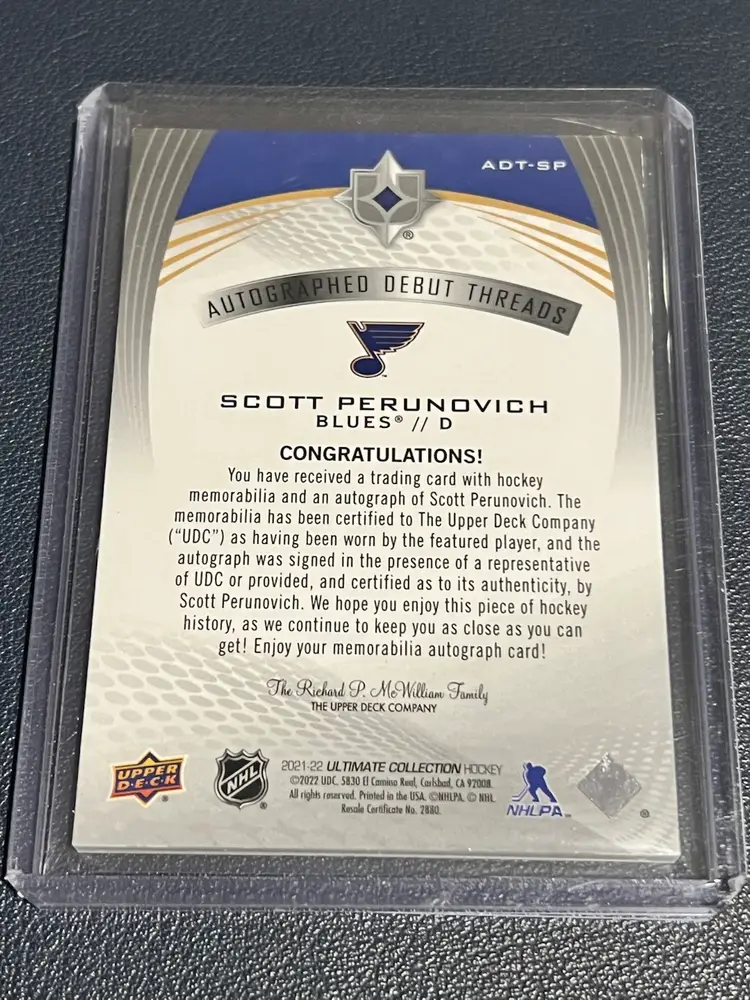 ADT-SP
®
AUTOGRAPHED DEBUT THREADS
SCOTT PERUNOVICH
BLUES® // D
CONGRATULATIONS!
You have received a trading card with hockey
memorabilia and an autograph of Scott Perunovich. The
memorabilia has been certified to The Upper Deck Company
("UDC") as having been worn by the featured player, and the
autograph was signed in the presence of a representative
of UDC or provided, and certified as to its authenticity, by
Scott Perunovich. We hope you enjoy this piece of hockey
history, as we continue to keep you as close as you can
get! Enjoy your memorabilia autograph card!
The Richard P. McWilliam Family
THE UPPER DECK COMPANY
UPPER
D·E·C·K
®
NHL
®
2021-22 ULTIMATE COLLECTION HOCKEY
©2022 UDC, 5830 El Camino Real, Carlsbad, CA 92008.
All rights reserved. Printed in the USA. ©NHLPA. © NHL
Resale Certificate No. 2880.
NHLPA™
®